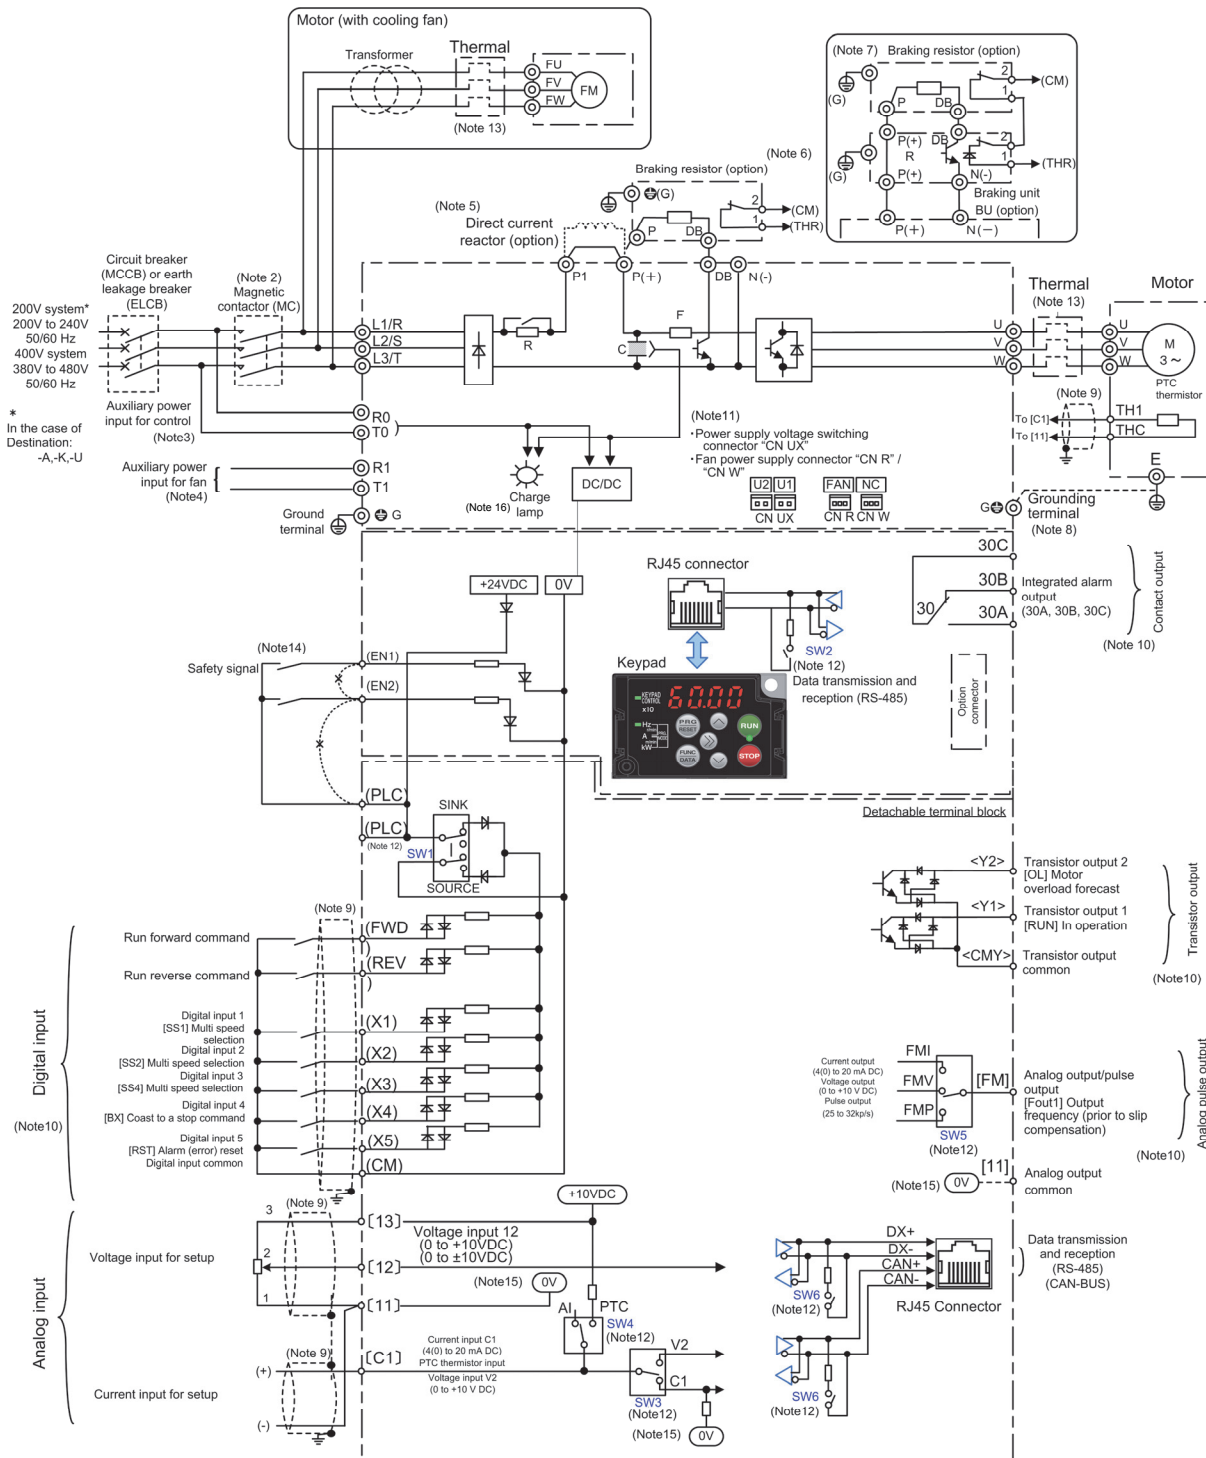 Motor (with cooling fan)
Transformer
Thermal
FU
FV
FW
FM
(Note 13)
(Note 7)
Braking resistor (option)
(G)
P
DB
2
1
(CM)
P(+)
R
DB
2
1
(THR)
(G)
P(+)
N(-)
Braking unit
BU (option)
P(+)
N(-)
(Note 6)
Braking resistor (option)
(G)
P
DB
2
1
(CM)
(THR)
(Note 5)
Direct current
reactor (option)
P1
P(+)
DB
N(-)
Circuit breaker
(MCCB) or earth
leakage breaker
(ELCB)
(Note 2)
Magnetic
contactor (MC)
200V system*
200V to 240V
50/60 Hz
400V system
380V to 480V
50/60 Hz
*
In the case of
Destination:
-A,-K,-U
L1/R
L2/S
L3/T
R
F
C
U
V
W
Thermal
(Note 13)
Motor
U
V
W
M
3~
PTC
thermistor
(Note 9)
To [C1]
To [11]
TH1
THC
E
Auxiliary power
input for control
(Note3)
R0
T0
Auxiliary power
input for fan
(Note4)
R1
T1
Ground
terminal
G
(Note 16)
Charge
lamp
DC/DC
(Note11)
・Power supply voltage switching
connector “CN UX”
・Fan power supply connector “CN R” /
“CN W”
U2 U1
CN UX
FAN NC
CN R CN W
G
Grounding
terminal
(Note 8)
+24VDC
0V
RJ45 connector
SW2
(Note 12)
Data transmission and
reception (RS-485)
Keypad
KEYPAD
CONTROL
x10
60.00
Hz
A
kW
PRG
RESET
FUNC
DATA
RUN
STOP
30C
30B
30A
30
Integrated alarm
output
(30A, 30B, 30C)
Contact output
(Note 10)
Option
connector
(Note14)
Safety signal
(EN1)
(EN2)
(PLC)
(PLC)
(Note 12)
SW1
SINK
SOURCE
Detachable terminal block
<Y2>
Transistor output 2
[OL] Motor
overload forecast
<Y1>
Transistor output 1
[RUN] In operation
<CMY>
Transistor output
common
Transistor output
(Note10)
Digital input
(Note10)
(Note 9)
Run forward command
(FWD
)
Run reverse command
(REV
)
Digital input 1
[SS1] Multi speed
selection
(X1)
Digital input 2
[SS2] Multi speed selection
(X2)
Digital input 3
[SS4] Multi speed selection
(X3)
Digital input 4
[BX] Coast to a stop command
(X4)
Digital input 5
[RST] Alarm (error) reset
(X5)
Digital input common
(CM)
Current output
(4(0) to 20 mA DC)
Voltage output
(0 to +10 V DC)
Pulse output
(25 to 32kp/s)
FMI
FMV
FMP
[FM]
SW5
(Note12)
Analog output/pulse
output
[Fout1] Output
frequency (prior to slip
compensation)
Analog pulse output
(Note10)
[11]
(Note15)
0V
Analog output
common
Analog input
Voltage input for setup
3
2
1
(Note 9)
[13]
[12]
[11]
Voltage input 12
(0 to +10VDC)
(0 to ±10VDC)
(Note15)
0V
+10VDC
AI
PTC
SW4
(Note12)
Current input for setup
(+)
(-)
(Note 9)
[C1]
Current input C1
(4(0) to 20 mA DC)
PTC thermistor input
Voltage input V2
(0 to +10 V DC)
V2
C1
SW3
(Note12)
(Note15)
0V
DX+
DX-
CAN+
CAN-
SW6
(Note12)
RJ45 Connector
Data transmission
and reception
(RS-485)
(CAN-BUS)
SW6
(Note12)